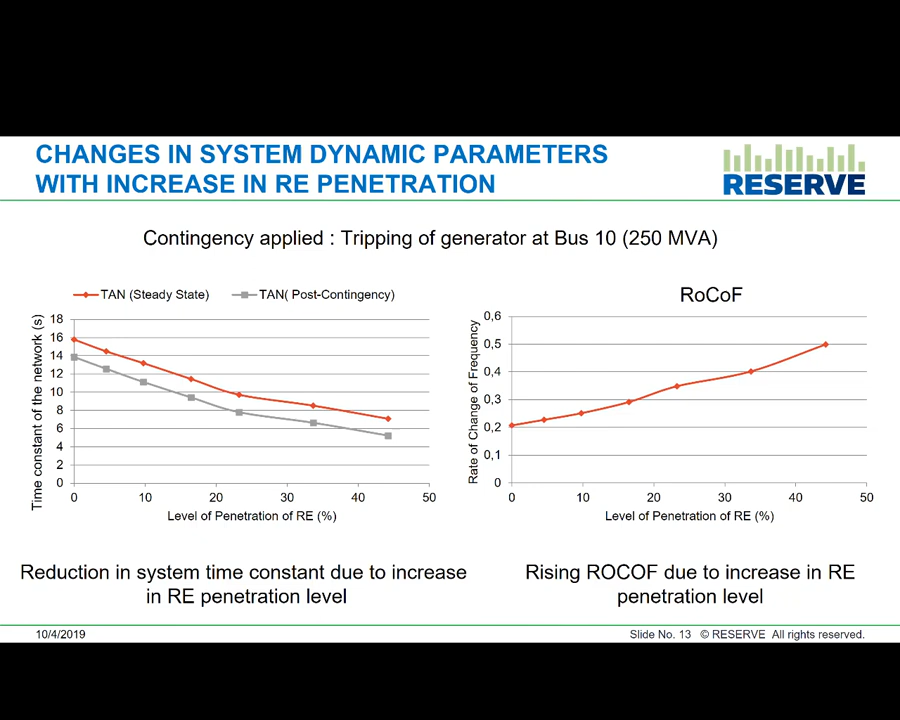 CHANGES IN SYSTEM DYNAMIC PARAMETERS
WITH INCREASE IN RE PENETRATION
RESERVE
Contingency applied : Tripping of generator at Bus 10 (250 MVA)
TAN (Steady State)
TAN( Post-Contingency)
Time constant of the network (s)
18
16
14
12
10
8
6
4
2
0
0 10 20 30 40 50
Level of Penetration of RE (%)
RoCoF
Rate of Change of Frequency
0,6
0,5
0,4
0,3
0,2
0,1
0
0 10 20 30 40 50
Level of Penetration of RE (%)
Reduction in system time constant due to increase
in RE penetration level
Rising ROCOF due to increase in RE
penetration level
10/4/2019
Slide No. 13 © RESERVE All rights reserved.